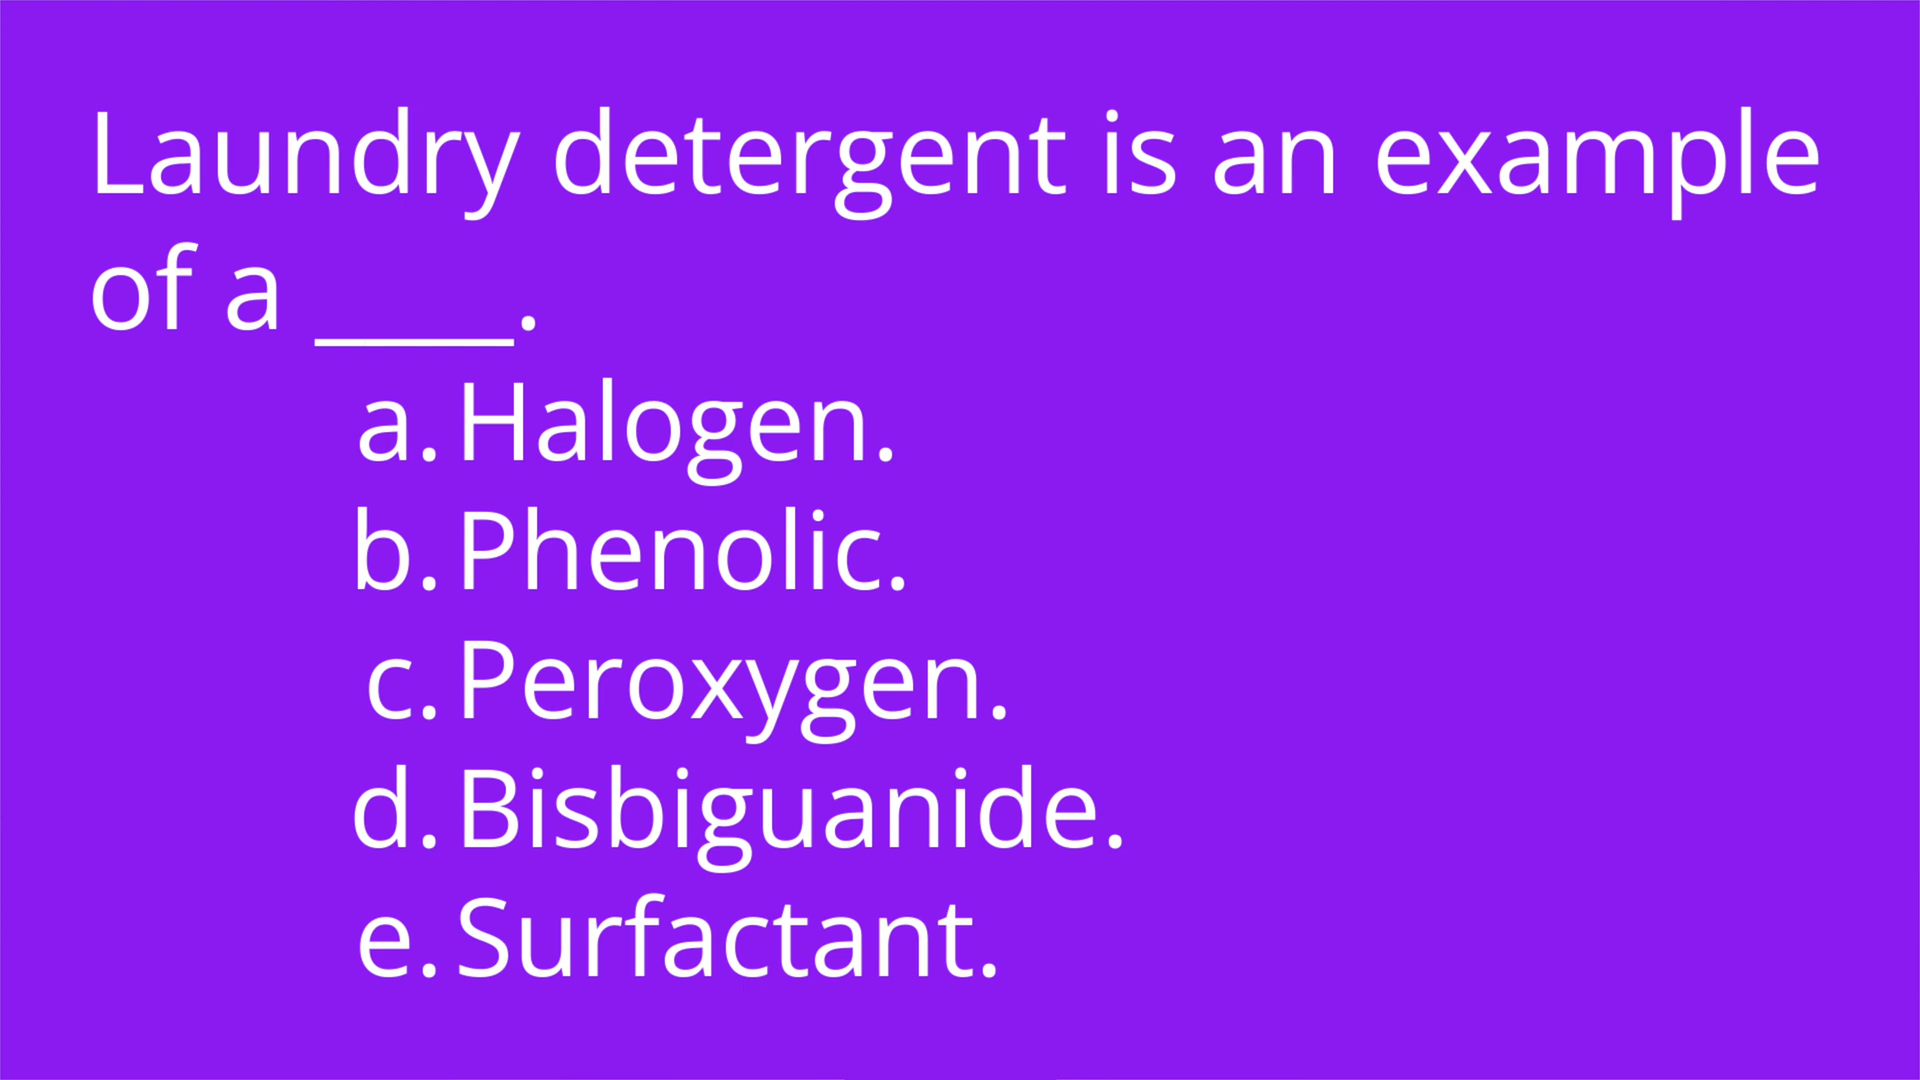 Laundry detergent is an example
of a ____.
a. Halogen.
b. Phenolic.
c. Peroxygen.
d. Bisbiguanide.
e. Surfactant.